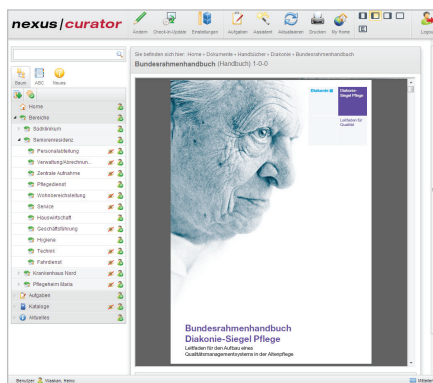 nexus/curator
Ändern Check-In-Update Einstellungen Aufgaben Assistent Aktualisieren Drucken My Home
Sie befinden sich hier: Home » Dokumente » Handbücher » Diakonie » Bundesrahmenhandbuch
Bundesrahmenhandbuch (Handbuch) 1-0-0
Baum ABC Neues
Home
Bereiche
Südklinikum
Seniorenresidenz
Personalabteilung
Verwaltung/Abrechnun...
Zentrale Aufnahme
Pflegedienst
Wohnbereichsleitung
Service
Hauswirtschaft
Geschäftsführung
Hygiene
Technik
Fahrdienst
Krankenhaus Nord
Pflegeheim Maria
Aufgaben
Kataloge
Aktuelles
Diakonie
Diakonie-
Siegel Pflege
Leitfaden für
Qualität
Bundesrahmenhandbuch
Diakonie-Siegel Pflege
Leitfaden für den Aufbau eines
Qualitätsmanagementsystems in der Altenpflege
Benutzer